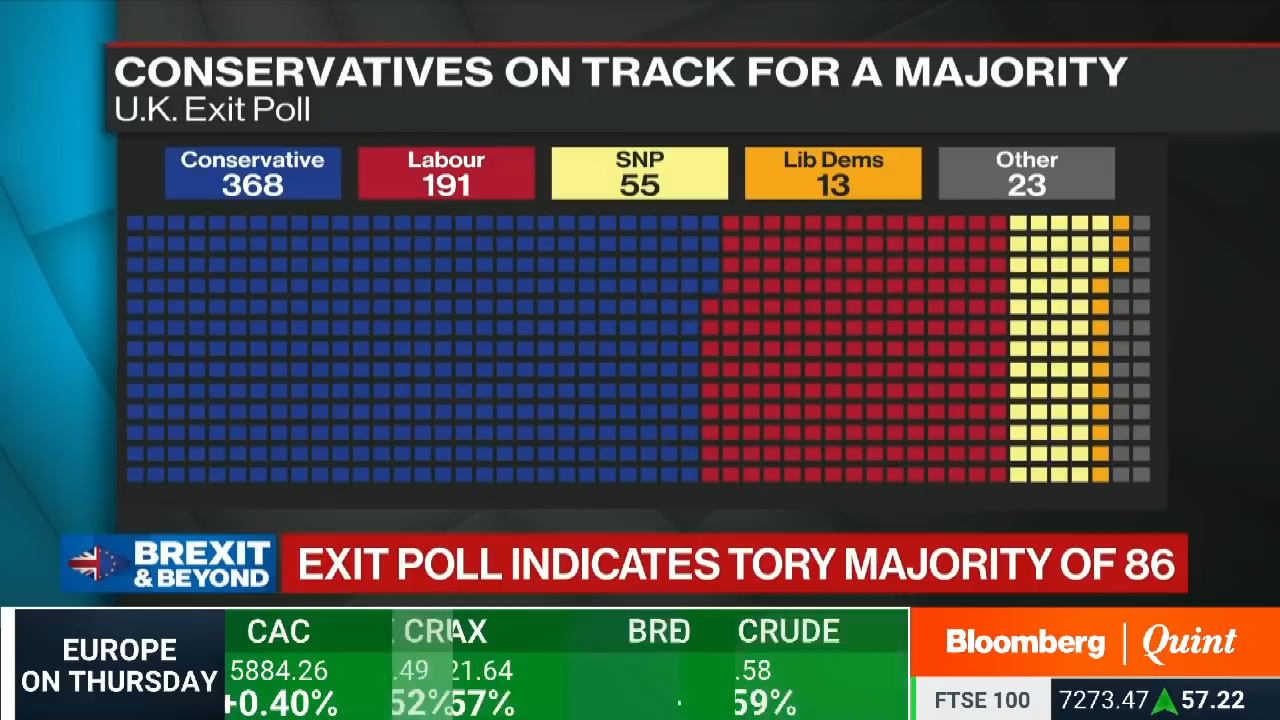 CONSERVATIVES ON TRACK FOR A MAJORITY
U.K. Exit Poll
Conservative
368
Labour
191
SNP
55
Lib Dems
13
Other
23
BREXIT
& BEYOND
EXIT POLL INDICATES TORY MAJORITY OF 86
EUROPE
ON THURSDAY
CAC
5884.26
+0.40%
CRUDE
.58
59%
Bloomberg | Quint
FTSE 100 7273.47 57.22